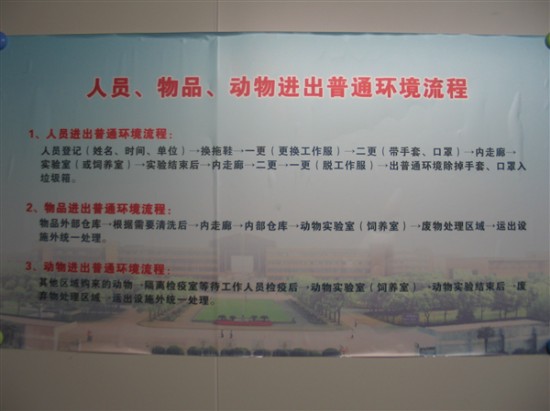 人员、物品、动物进出普通环境流程
1、人员进出普通环境流程：
人员登记（姓名、时间、单位）→换拖鞋→一更（更换工作服）→二更（带手套、口罩）→内走廊→
实验室（或饲养室）→实验结束后→内走廊→二更→一更（脱工作服）→出普通环境除掉手套、口罩入
垃圾箱。
2、物品进出普通环境流程：
物品外部仓库→根据需要清洗后→内走廊→内部仓库→动物实验室（饲养室）→废物处理区域→运出设
施外统一处理。
3、动物进出普通环境流程：
其他区域购来的动物→隔离检疫室等待工作人员检疫后→动物实验室（饲养室）→动物实验结束后→废
弃物处理区域→运出设施外统一处理。